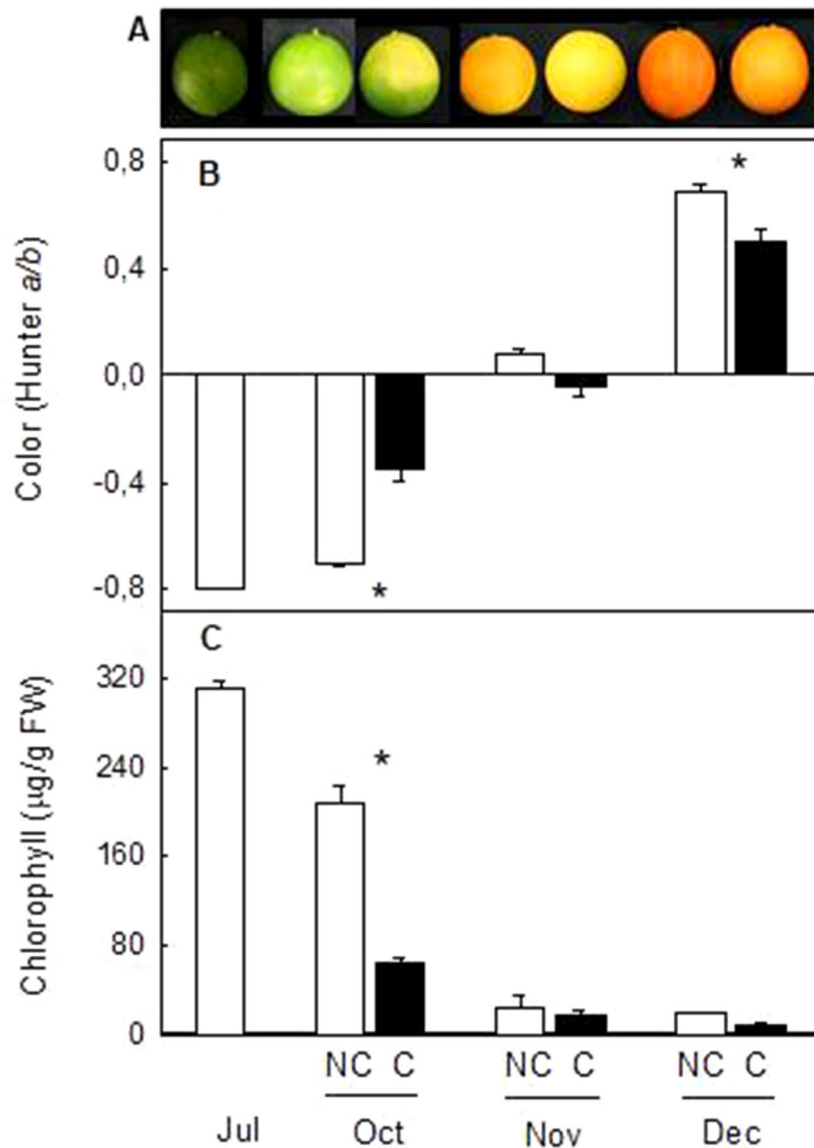 A
B
0,8
*
0,4
0,0
-0,4
-0,8
*
Color (Hunter a/b)
C
320
240
*
160
80
0
Chlorophyll (µg/g FW)
NC C NC C NC C
Jul Oct Nov Dec